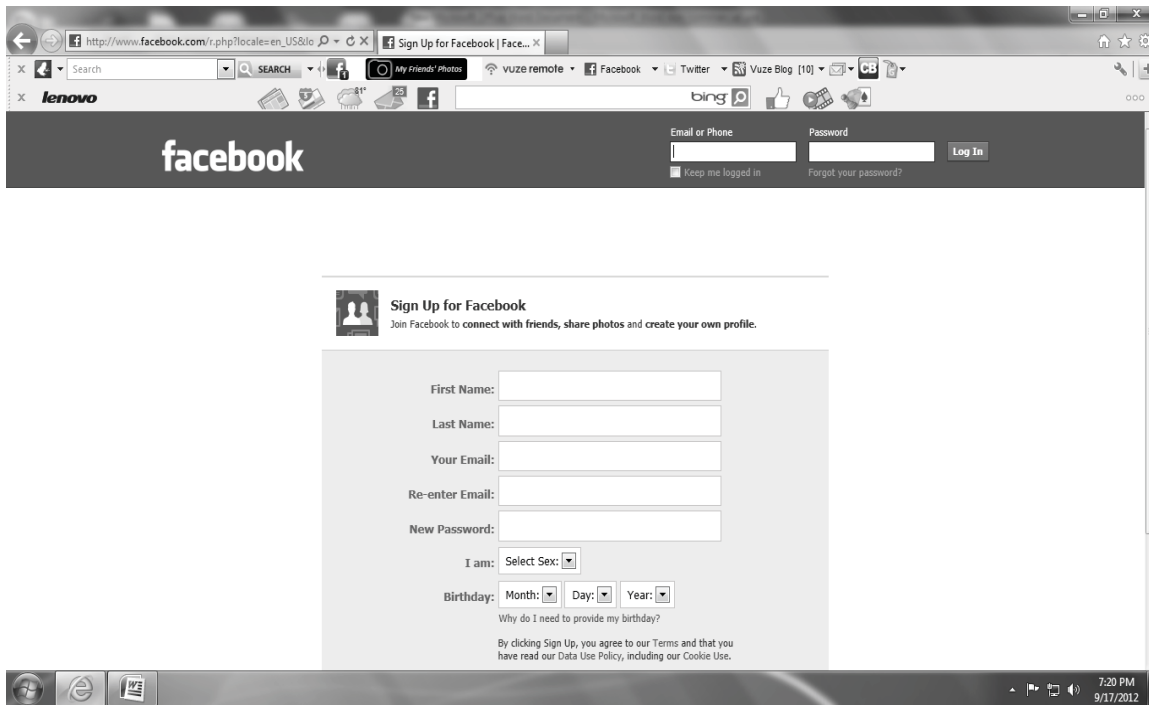 http://www.facebook.com/r.php?locale=en_US&lo
Sign Up for Facebook | Face...
Search
SEARCH
My Friends' Photos
vuze remote
Facebook
Twitter
Vuze Blog [10]
CB
lenovo
81°
25
bing
facebook
Email or Phone
Password
Log In
Keep me logged in
Forgot your password?
Sign Up for Facebook
Join Facebook to connect with friends, share photos and create your own profile.
First Name:
Last Name:
Your Email:
Re-enter Email:
New Password:
I am: Select Sex:
Birthday: Month: Day: Year:
Why do I need to provide my birthday?
By clicking Sign Up, you agree to our Terms and that you
have read our Data Use Policy, including our Cookie Use.
7:20 PM
9/17/2012